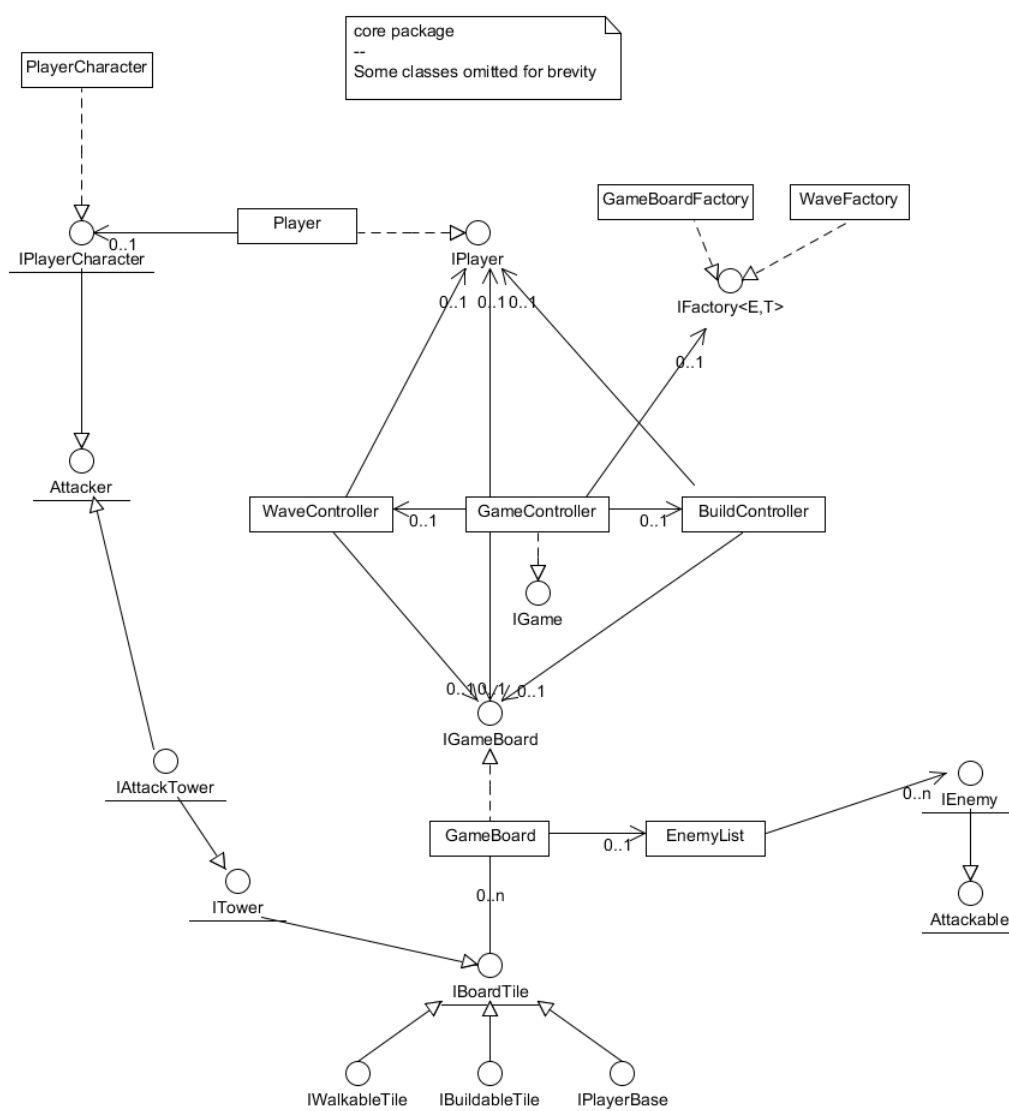 core package
--
Some classes omitted for brevity
PlayerCharacter
GameBoardFactory
WaveFactory
Player
0..1
IPlayerCharacter
IPlayer
0..1
0..1
0..1
IFactory<E,T>
0..1
Attacker
WaveController
GameController
BuildController
0..1
0..1
IGame
0..1
0..1
0..1
IGameBoard
IAttackTower
IEnemy
0..n
GameBoard
EnemyList
0..1
0..n
ITower
Attackable
IBoardTile
IWalkableTile
IBuildableTile
IPlayerBase